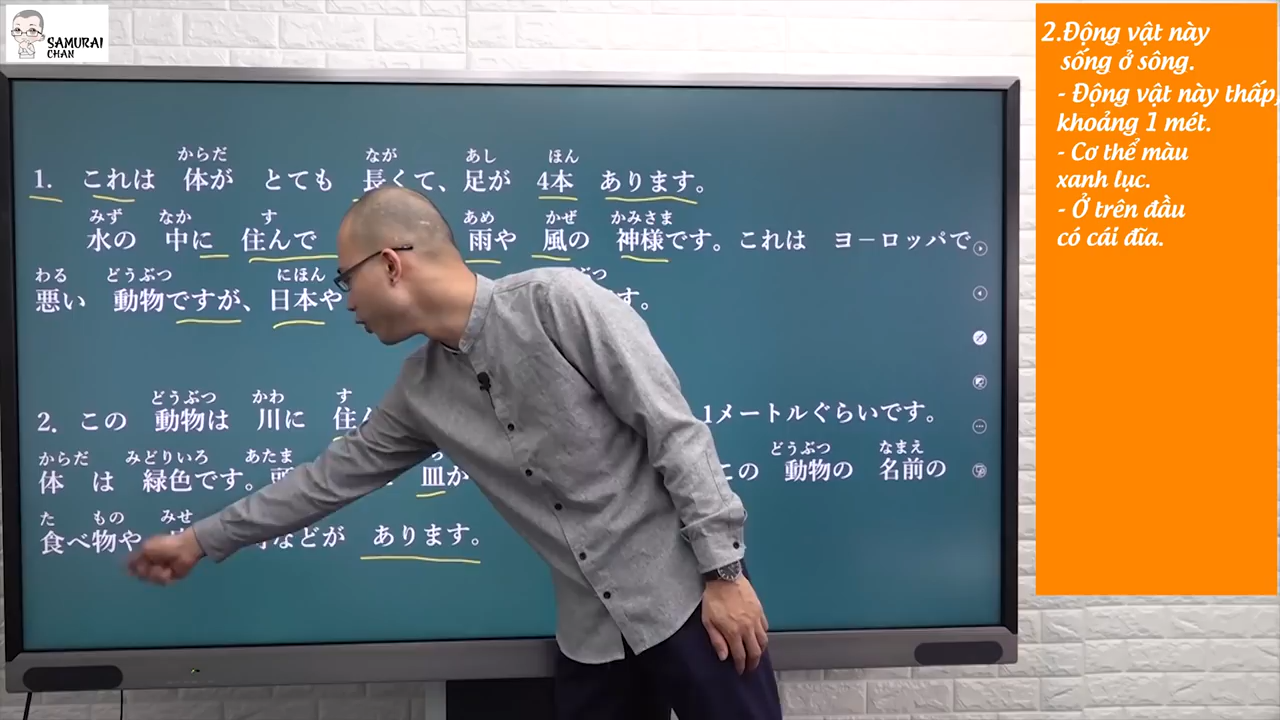 SAMURAI
CHAN
からだ なが あし ほん
1. これは 体が とても 長くて、足が 4本 あります。
みず なか す あめ かぜ かみさま
水の 中に 住んで 雨や 風の 神様です。これは ヨーロッパで
わる どうぶつ にほん ぶつ
悪い 動物ですが、日本や す。
どうぶつ かわ す
2. この 動物は 川に 住ん 1メートルぐらいです。
からだ みどりいろ あたま どうぶつ なまえ
体 は 緑色です。頭 皿が この 動物の 名前の
た もの みせ
食べ物や などが あります。
2.Động vật này
sống ở sông.
- Động vật này thấp,
khoảng 1 mét.
- Cơ thể màu
xanh lục.
- Ở trên đầu
có cái đĩa.